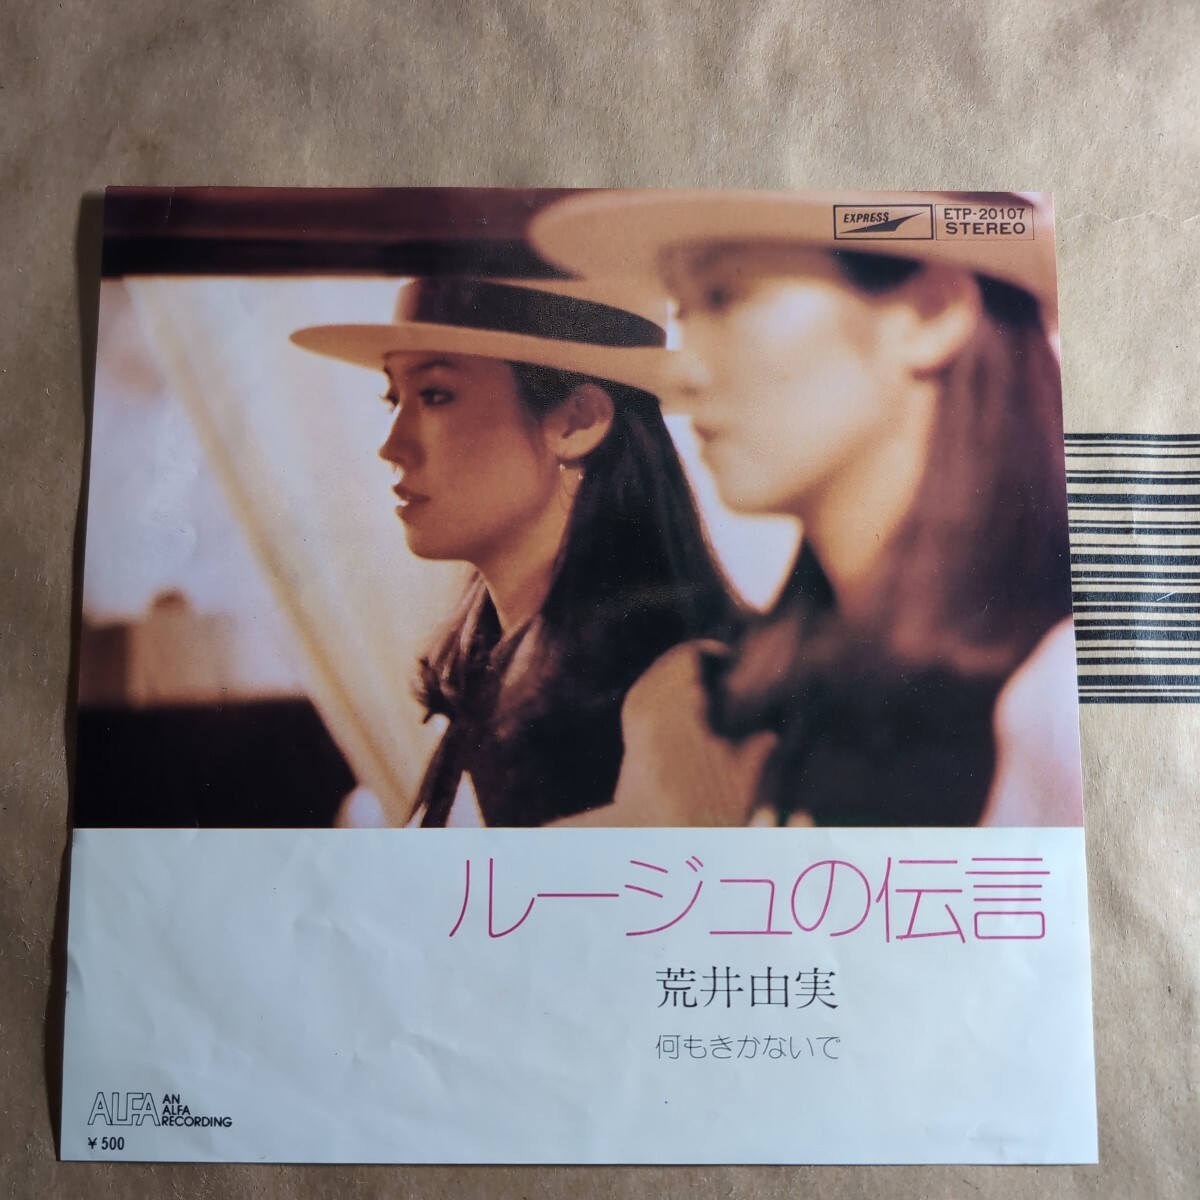 EXPRESS
ETP-20107
STEREO
ルージュの伝言
荒井由実
何もきかないで
ALFA
AN
ALFA
RECORDING
¥500